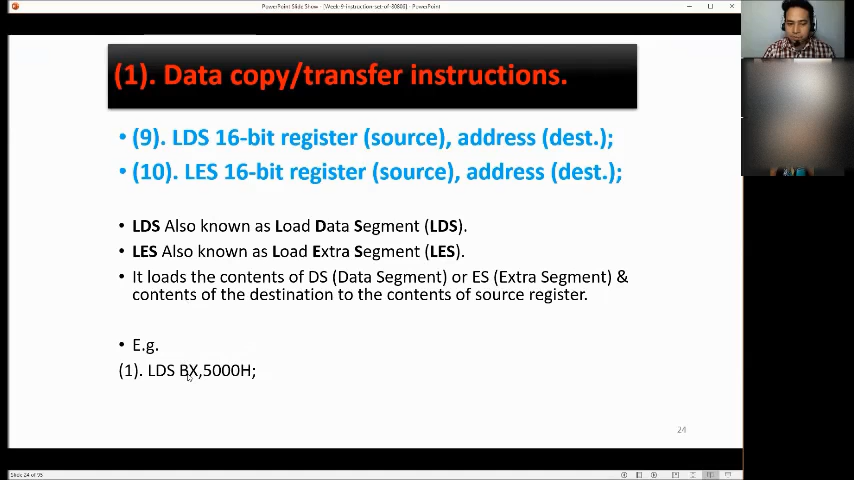 PowerPoint Slide Show - [Week-9-instruction-set-of-80806] - PowerPoint
(1). Data copy/transfer instructions.
• (9). LDS 16-bit register (source), address (dest.);
• (10). LES 16-bit register (source), address (dest.);
• LDS Also known as Load Data Segment (LDS).
• LES Also known as Load Extra Segment (LES).
• It loads the contents of DS (Data Segment) or ES (Extra Segment) &
contents of the destination to the contents of source register.
• E.g.
(1). LDS BX,5000H;
24
Slide 24 of 95